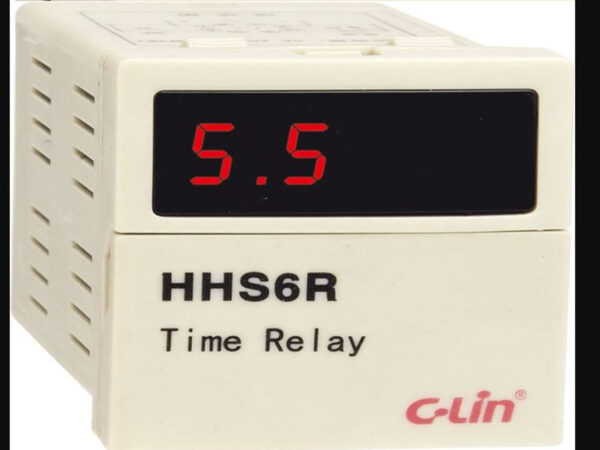 5.5
HHS6R
Time Relay
C-Lin®